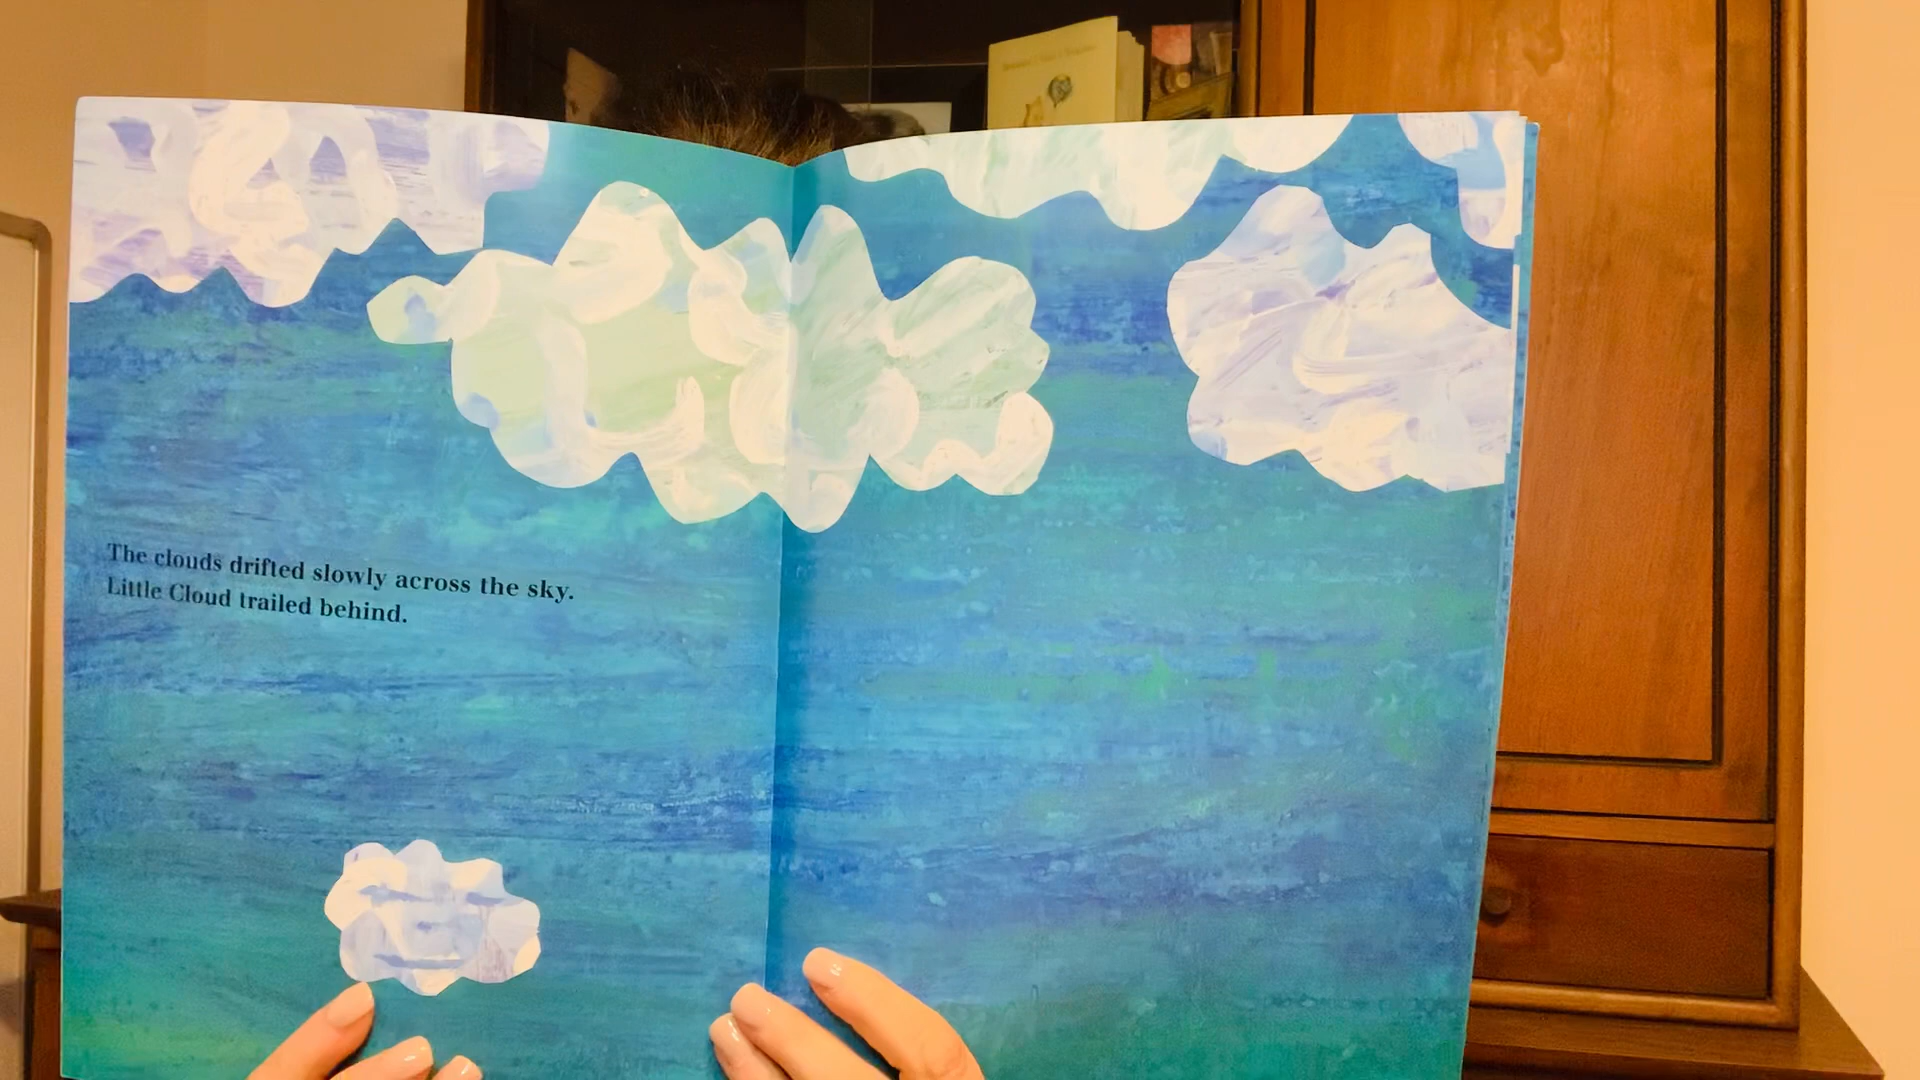 The clouds drifted slowly across the sky.
Little Cloud trailed behind.